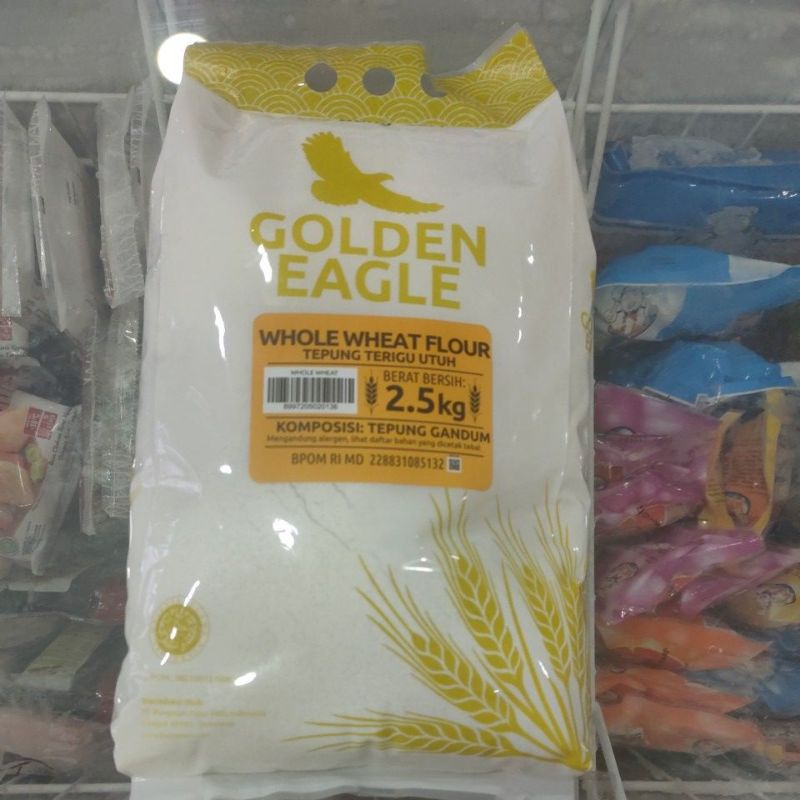 GOLDEN
EAGLE
WHOLE WHEAT FLOUR
TEPUNG TERIGU UTUH
WHOLE WHEAT
8997205020136
BERAT BERSIH:
2.5kg
KOMPOSISI: TEPUNG GANDUM
Mengandung alergen, lihat daftar bahan yang dicetak tebal
BPOM RI MD 228831085132